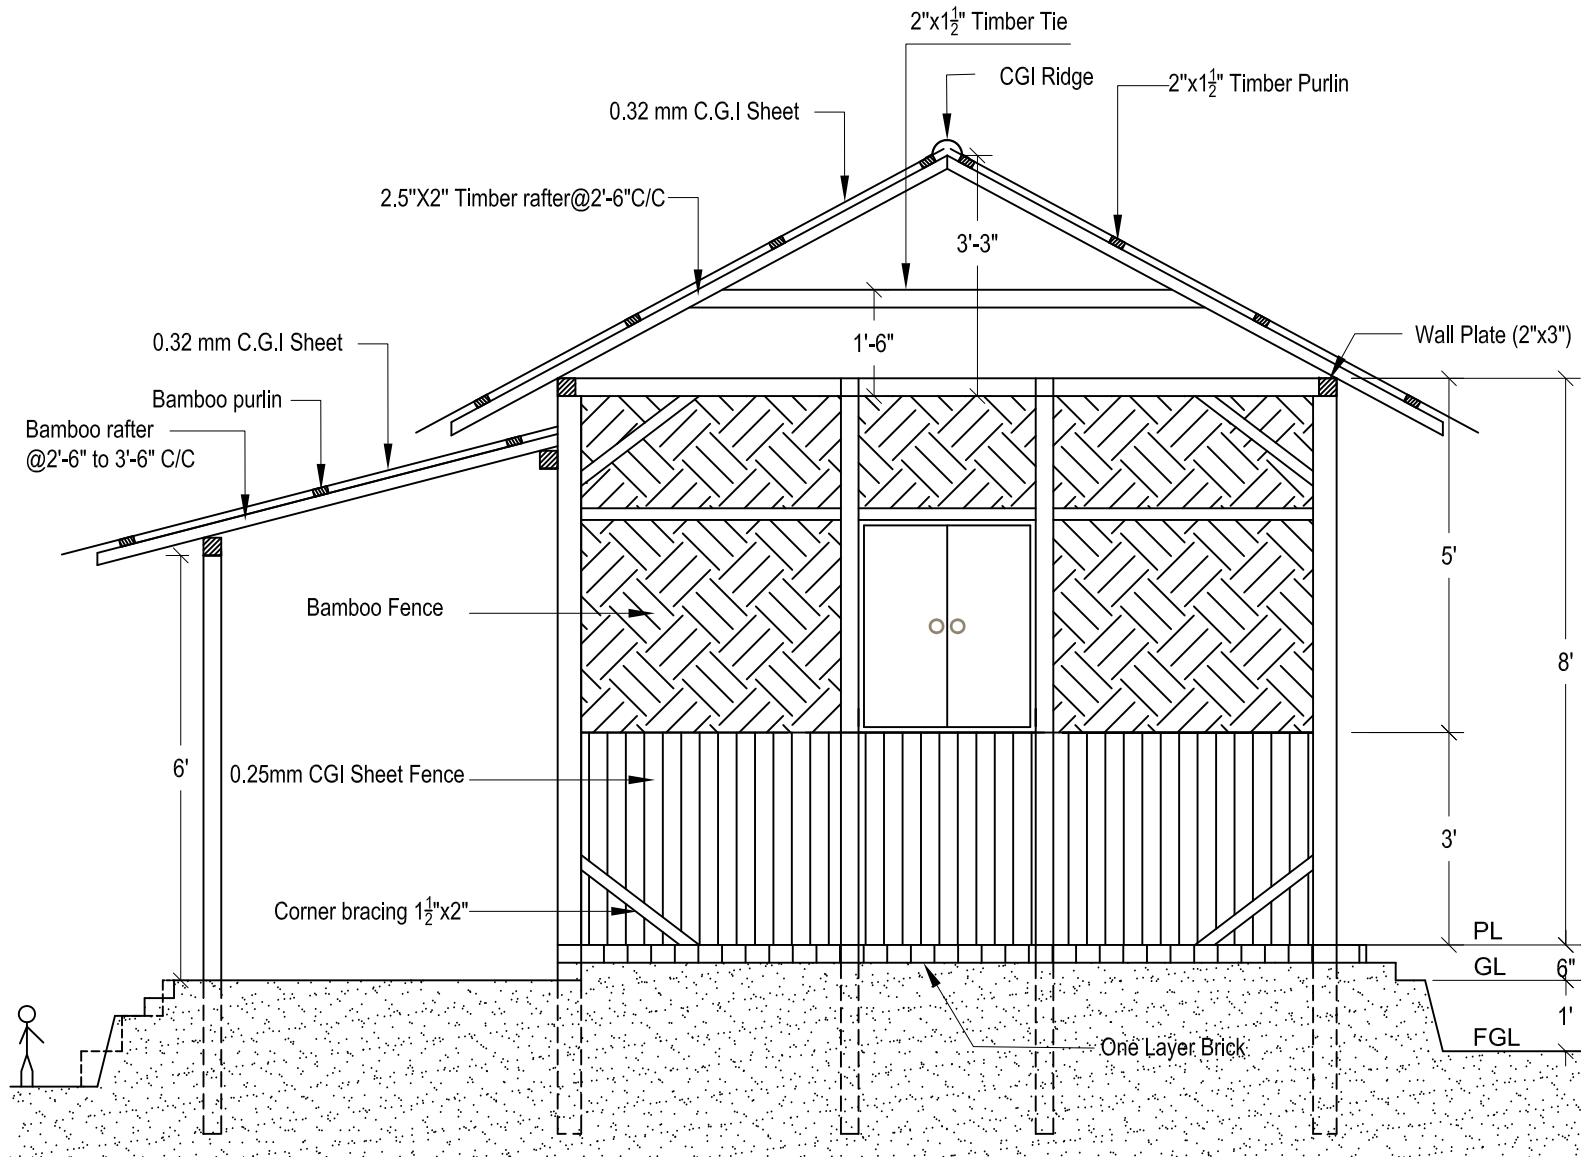 2"x1½" Timber Tie
CGI Ridge
2"x1½" Timber Purlin
0.32 mm C.G.I Sheet
2.5"X2" Timber rafter@2'-6"C/C
3'-3"
1'-6"
Wall Plate (2"x3")
0.32 mm C.G.I Sheet
Bamboo purlin
Bamboo rafter
@2'-6" to 3'-6" C/C
5'
8'
Bamboo Fence
6'
0.25mm CGI Sheet Fence
3'
Corner bracing 1½"x2"
PL
GL
6"
1'
FGL
One Layer Brick